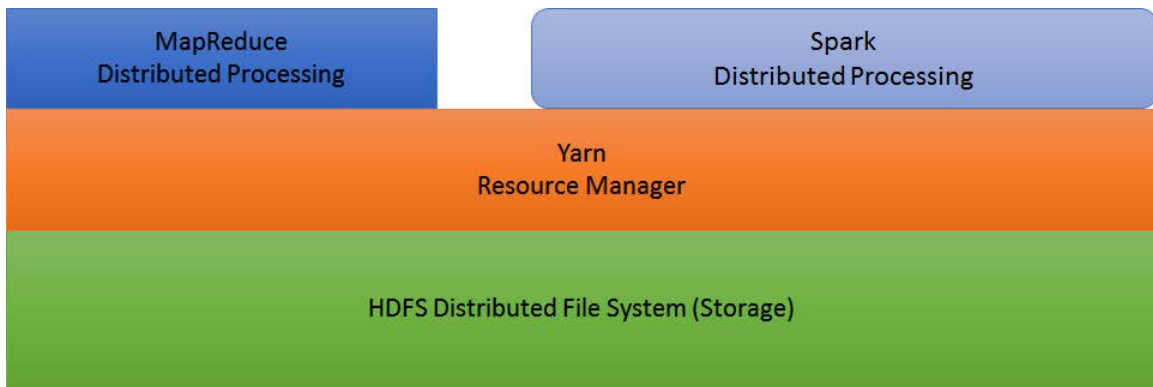 MapReduce
Distributed Processing
Spark
Distributed Processing
Yarn
Resource Manager
HDFS Distributed File System (Storage)